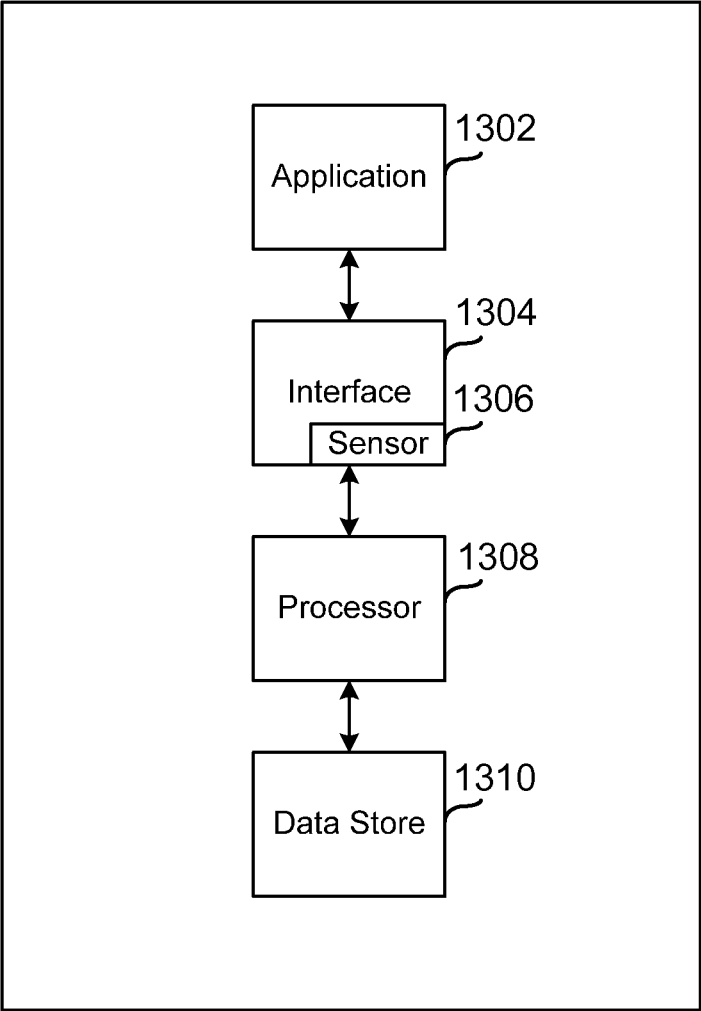 1302
Application
1304
Interface
1306
Sensor
1308
Processor
1310
Data Store